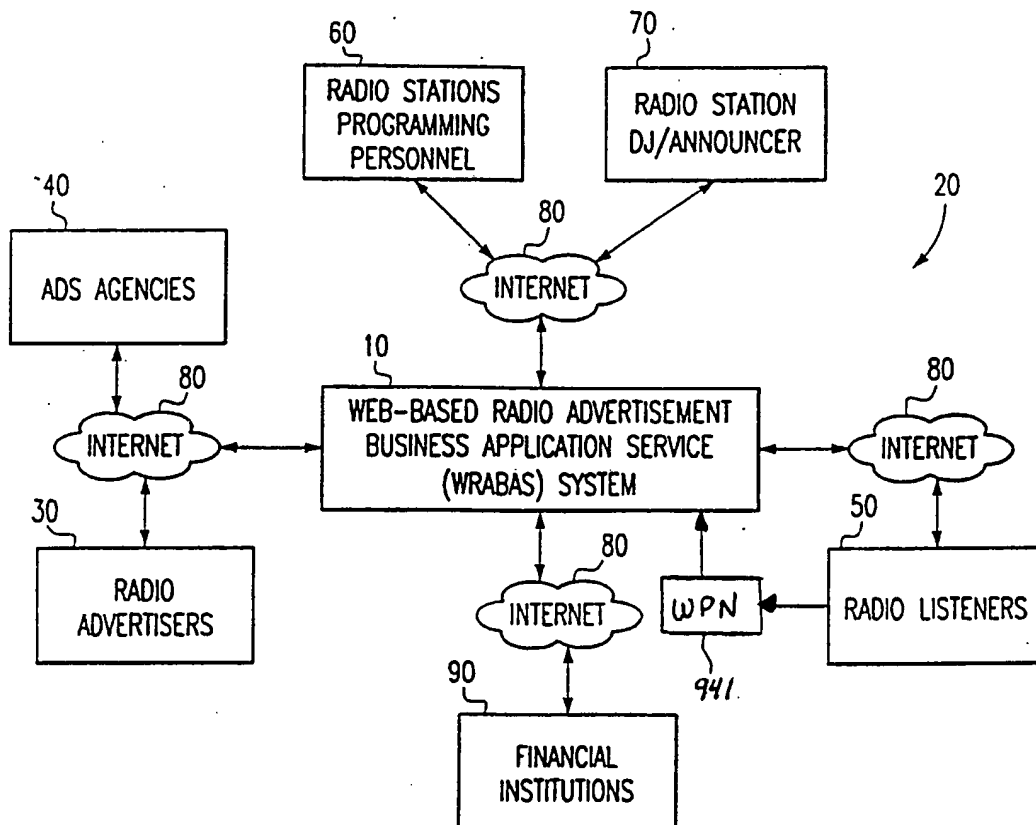 60
RADIO STATIONS
PROGRAMMING
PERSONNEL
70
RADIO STATION
DJ/ANNOUNCER
20
40
ADS AGENCIES
80
INTERNET
10
WEB-BASED RADIO ADVERTISEMENT
BUSINESS APPLICATION SERVICE
(WRABAS) SYSTEM
80
INTERNET
80
INTERNET
30
RADIO
ADVERTISERS
80
INTERNET
WPN
941
50
RADIO LISTENERS
90
FINANCIAL
INSTITUTIONS